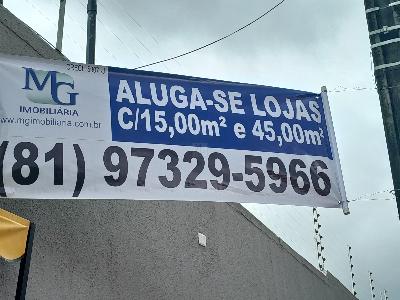 MG
IMOBILIÁRIA
www.mgimobiliaria.com.br
ALUGA-SE LOJAS
C/15,00m² e 45,00m²
(81) 97329-5966